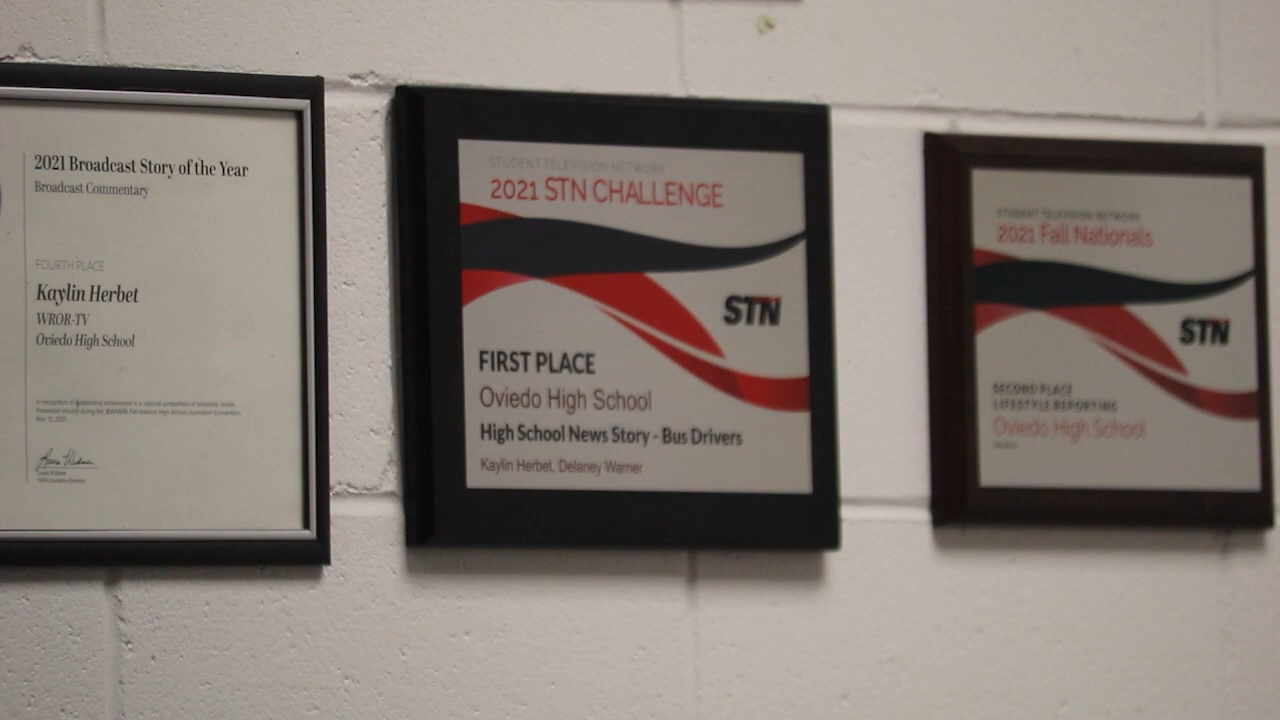 2021 Broadcast Story of the Year
Broadcast Commentary
FOURTH PLACE
Kaylin Herbet
WROR-TV
Oviedo High School
STUDENT TELEVISION NETWORK
2021 STN CHALLENGE
STN
FIRST PLACE
Oviedo High School
High School News Story - Bus Drivers
Kaylin Herbet, Delaney Warner
STUDENT TELEVISION NETWORK
2021 Fall Nationals
STN
SECOND PLACE
LIFESTYLE REPORTING
Oviedo High School